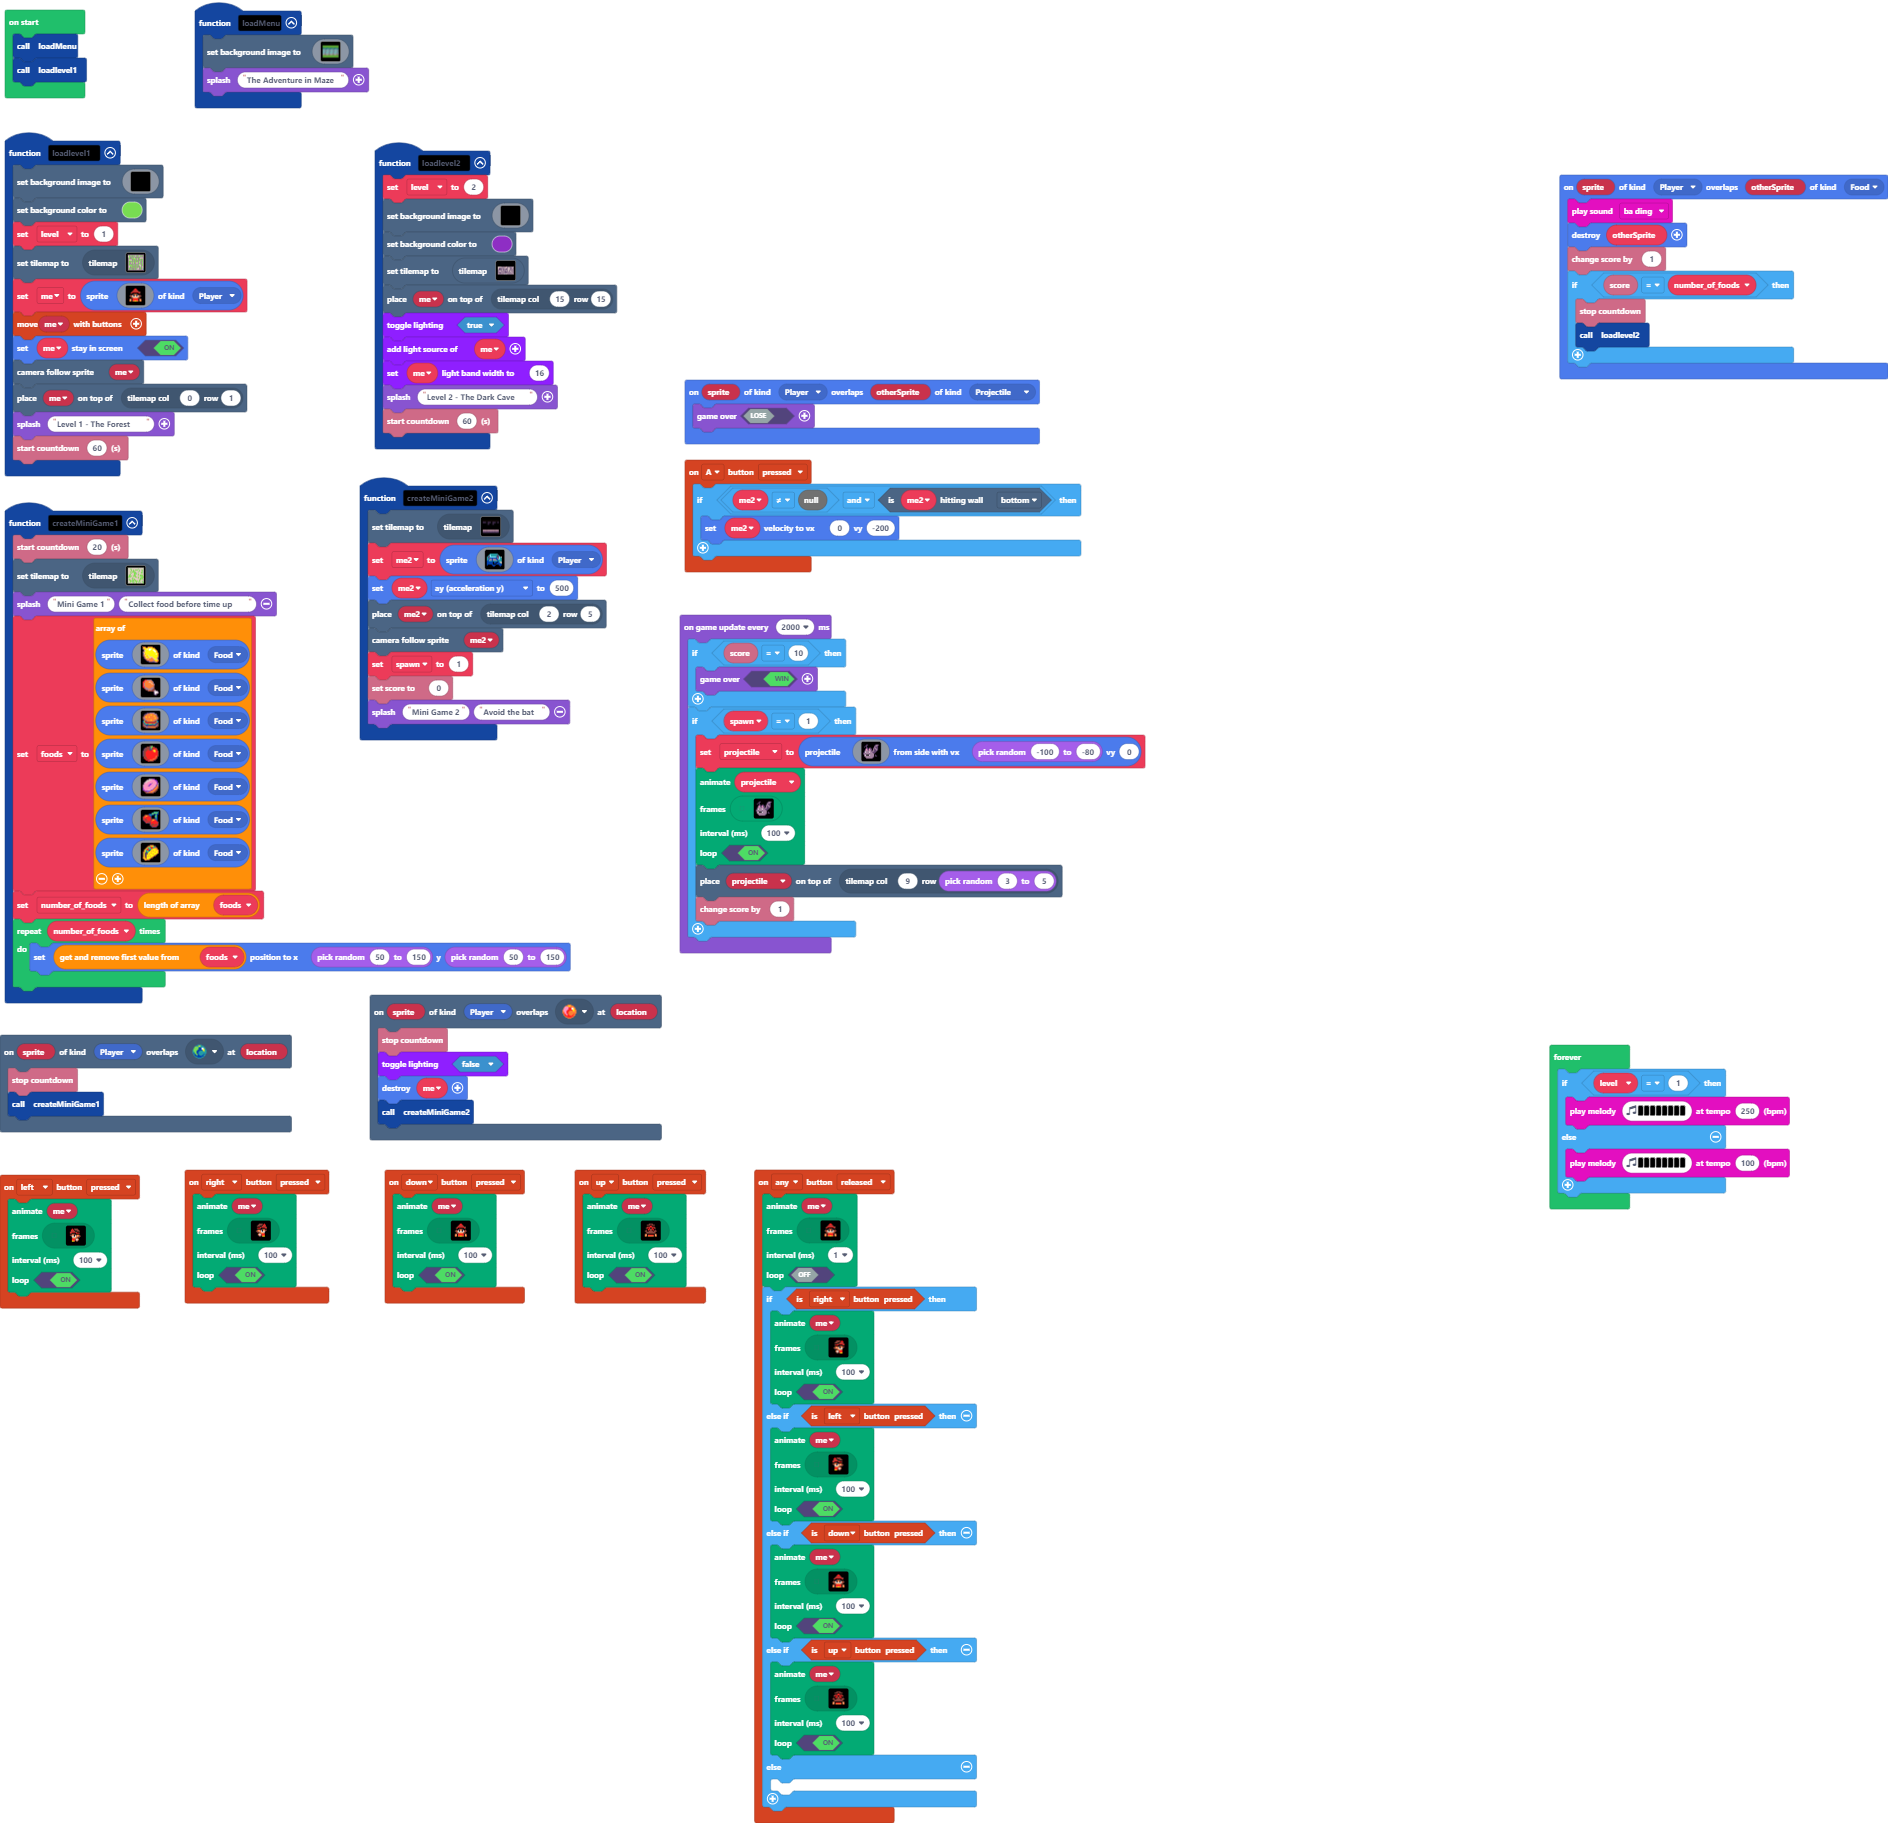 on start
call loadMenu
call loadlevel1
function loadMenu
set background image to
splash "The Adventure in Maze"
function loadlevel1
set background image to
set background color to
set level to 1
set tilemap to tilemap
set me to sprite of kind Player
move me with buttons
set me stay in screen ON
camera follow sprite me
place me on top of tilemap col 0 row 1
splash "Level 1 - The Forest"
start countdown 60 (s)
function loadlevel2
set level to 2
set background image to
set background color to
set tilemap to tilemap
place me on top of tilemap col 15 row 15
toggle lighting true
add light source of me
set me light band width to 16
splash "Level 2 - The Dark Cave"
start countdown 60 (s)
on sprite of kind Player overlaps otherSprite of kind Food
play sound ba ding
destroy otherSprite
change score by 1
if score = number_of_foods then
stop countdown
call loadlevel2
on sprite of kind Player overlaps otherSprite of kind Projectile
game over LOSE
on A button pressed
if me2 ≠ null and is me2 hitting wall bottom then
set me2 velocity to vx 0 vy -200
function createMiniGame1
start countdown 20 (s)
set tilemap to tilemap
splash "Mini Game 1" "Collect food before time up"
array of
sprite of kind Food
sprite of kind Food
sprite of kind Food
set foods to sprite of kind Food
sprite of kind Food
sprite of kind Food
sprite of kind Food
set number_of_foods to length of array foods
repeat number_of_foods times
do set get and remove first value from foods position to x pick random 50 to 150 y pick random 50 to 150
function createMiniGame2
set tilemap to tilemap
set me2 to sprite of kind Player
set me2 ay (acceleration y) to 500
place me2 on top of tilemap col 2 row 5
camera follow sprite me2
set spawn to 1
set score to 0
splash "Mini Game 2" "Avoid the bat"
on game update every 2000 ms
if score = 10 then
game over WIN
if spawn = 1 then
set projectile to projectile from side with vx pick random -100 to -80 vy 0
animate projectile
frames
interval (ms) 100
loop ON
place projectile on top of tilemap col 9 row pick random 3 to 5
change score by 1
on sprite of kind Player overlaps at location
stop countdown
call createMiniGame1
on sprite of kind Player overlaps at location
stop countdown
toggle lighting false
destroy me
call createMiniGame2
forever
if level = 1 then
play melody at tempo 250 (bpm)
else
play melody at tempo 100 (bpm)
on left button pressed
animate me
frames
interval (ms) 100
loop ON
on right button pressed
animate me
frames
interval (ms) 100
loop ON
on down button pressed
animate me
frames
interval (ms) 100
loop ON
on up button pressed
animate me
frames
interval (ms) 100
loop ON
on any button released
animate me
frames
interval (ms) 1
loop OFF
if is right button pressed then
animate me
frames
interval (ms) 100
loop ON
else if is left button pressed then
animate me
frames
interval (ms) 100
loop ON
else if is down button pressed then
animate me
frames
interval (ms) 100
loop ON
else if is up button pressed then
animate me
frames
interval (ms) 100
loop ON
else